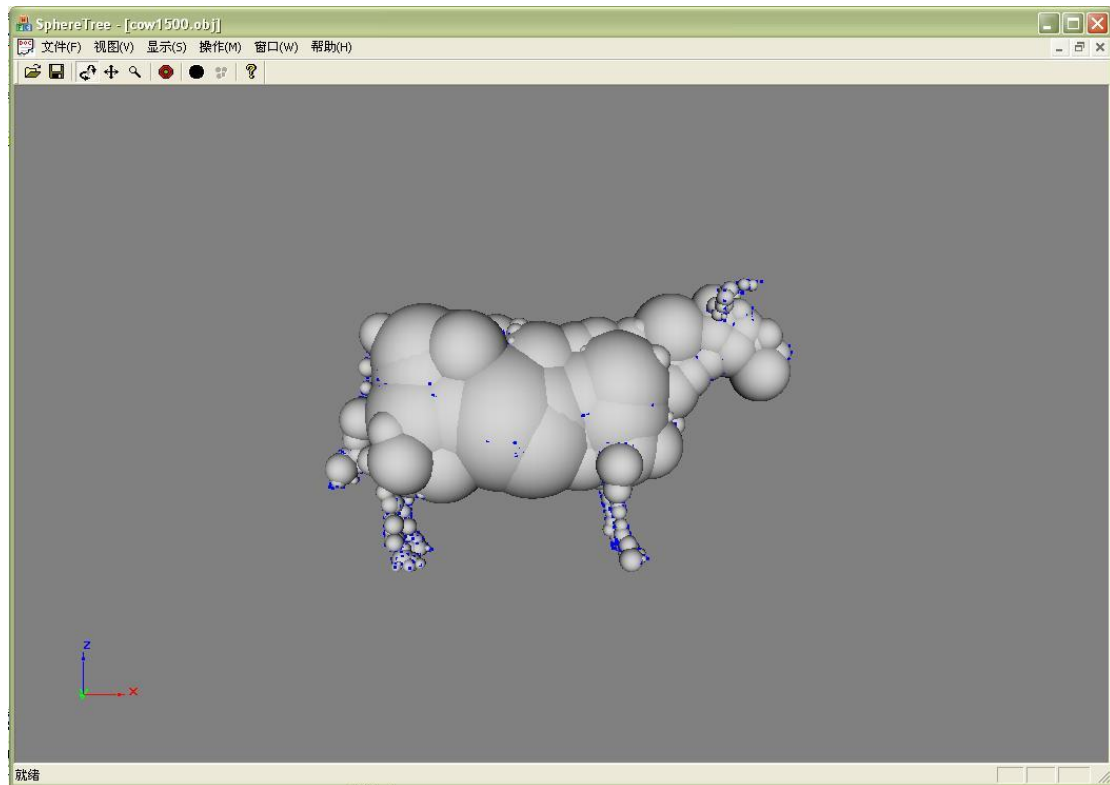 SphereTree - [cow1500.obj]
文件(F) 视图(V) 显示(S) 操作(M) 窗口(W) 帮助(H)
Z
X
就绪